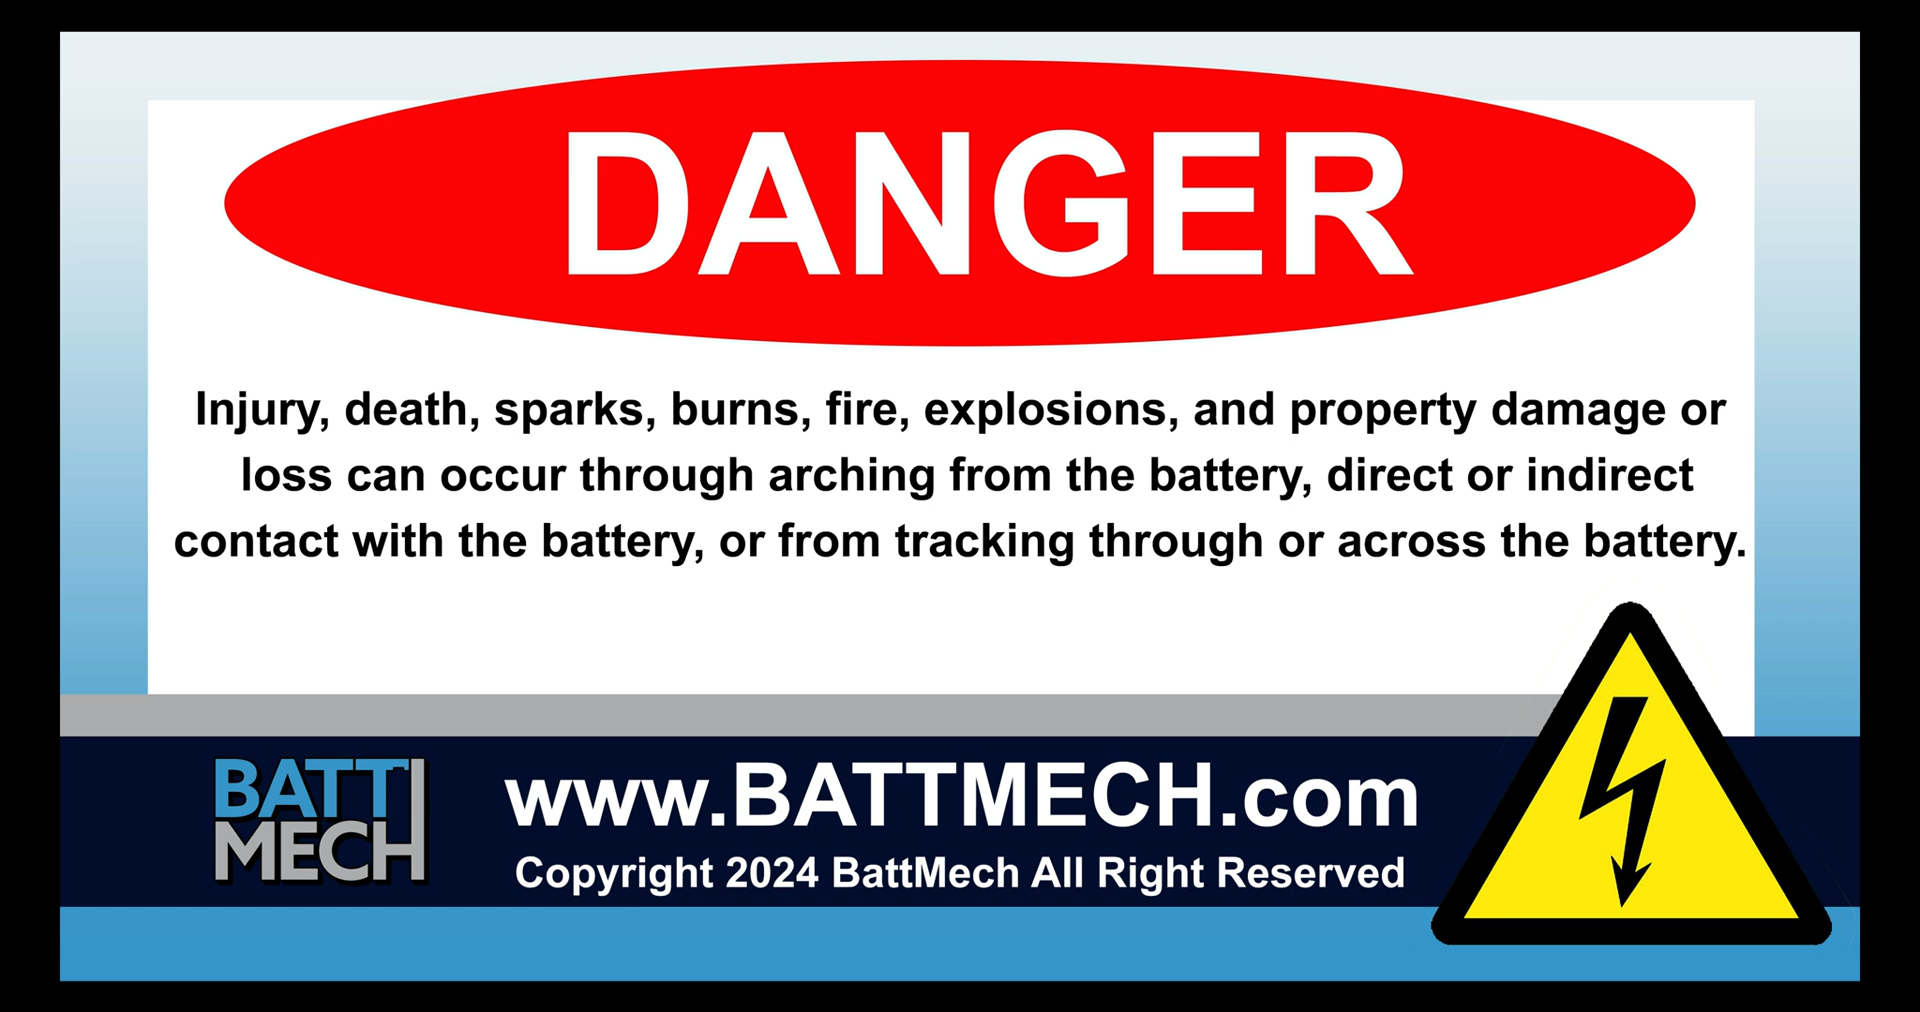 DANGER
Injury, death, sparks, burns, fire, explosions, and property damage or
loss can occur through arching from the battery, direct or indirect
contact with the battery, or from tracking through or across the battery.
BATT
MECH
www.BATTMECH.com
Copyright 2024 BattMech All Right Reserved